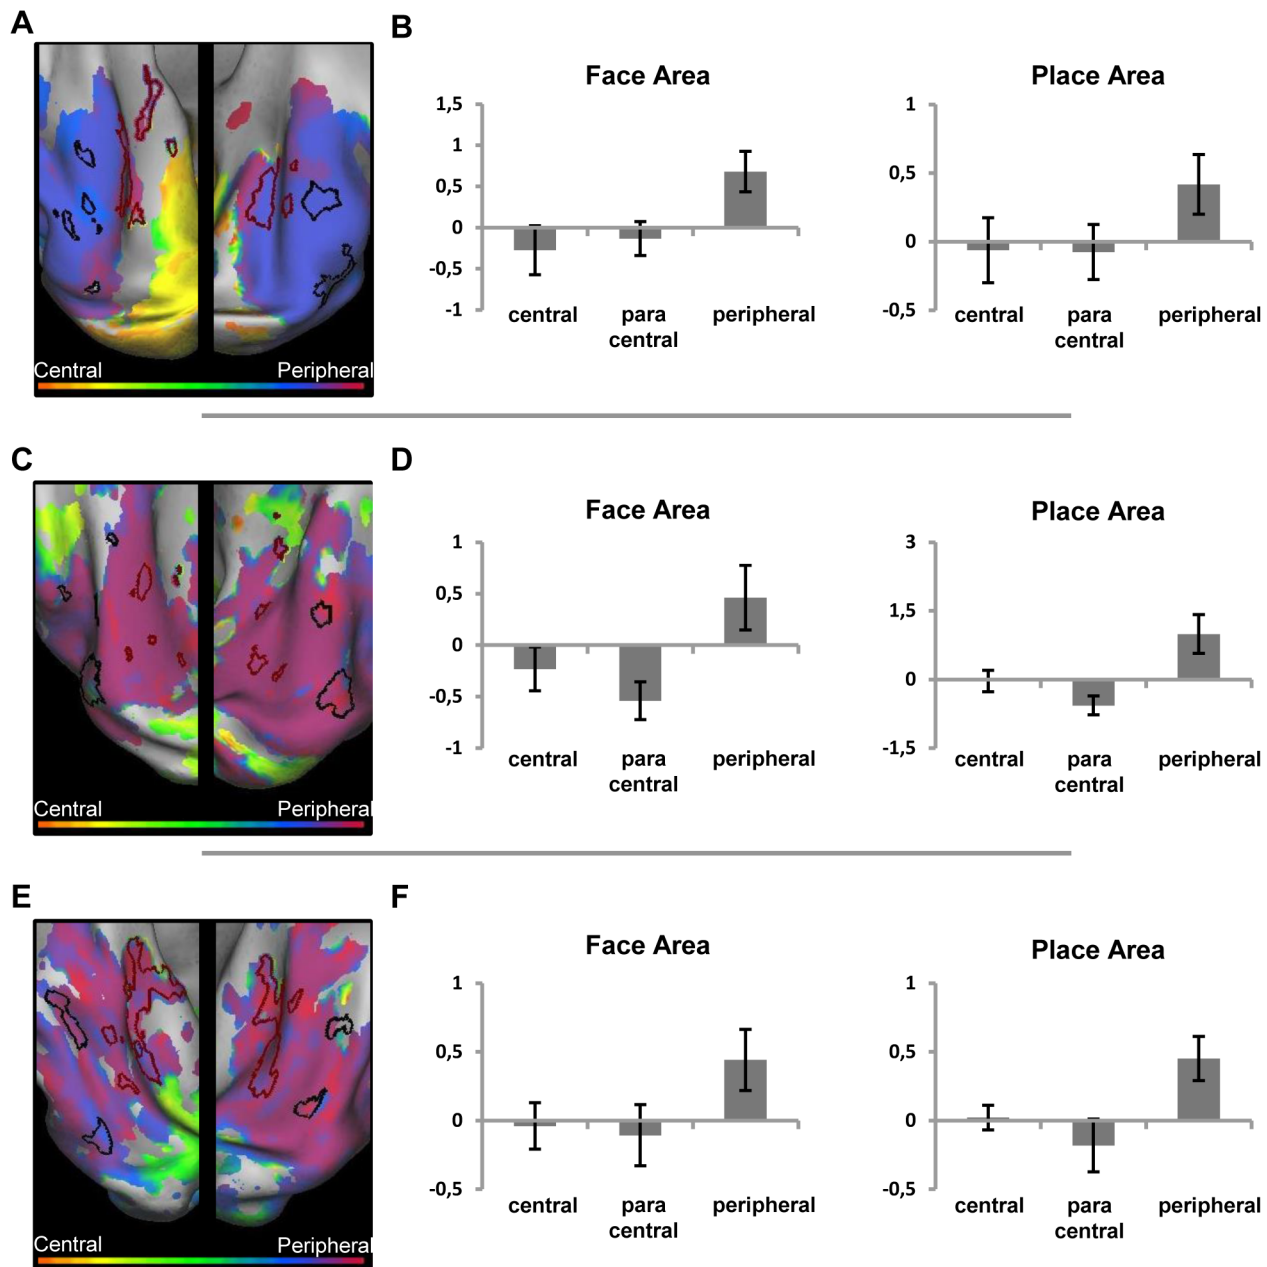 A
Central Peripheral
B
Face Area
1,5
1
0,5
0
-0,5
-1
central para peripheral
central
Place Area
1
0,5
0
-0,5
central para peripheral
central
C
Central Peripheral
D
Face Area
1
0,5
0
-0,5
-1
central para peripheral
central
Place Area
3
1,5
0
-1,5
central para peripheral
central
E
Central Peripheral
F
Face Area
1
0,5
0
-0,5
central para peripheral
central
Place Area
1
0,5
0
-0,5
central para peripheral
central